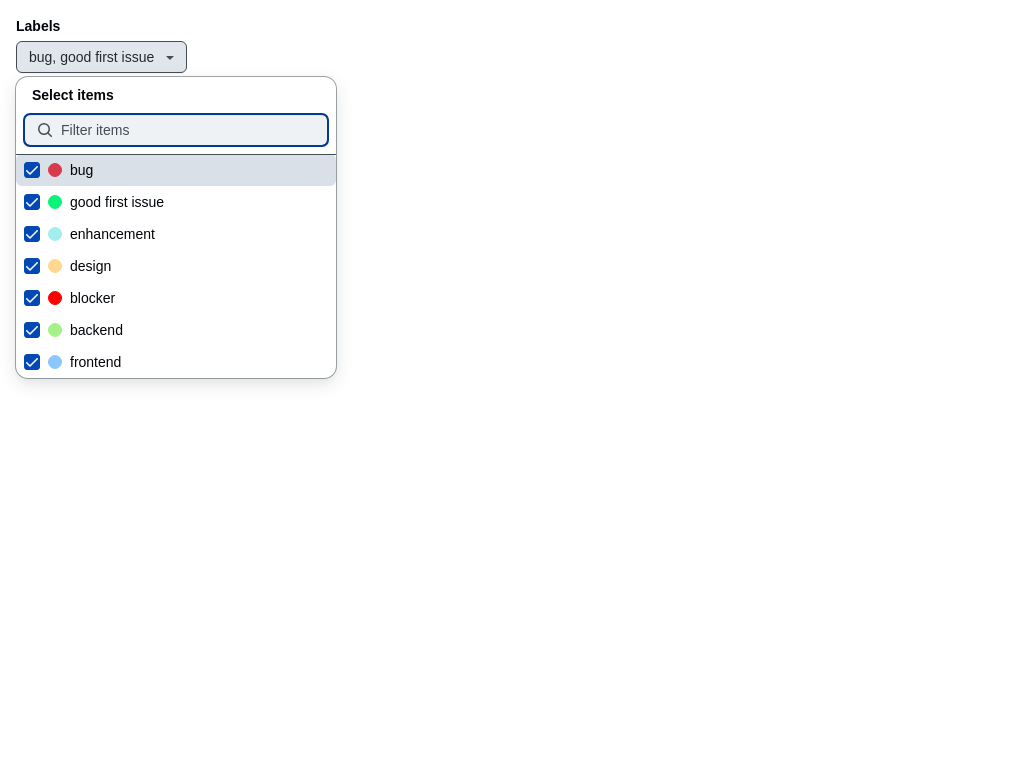 Labels
bug, good first issue
Select items
Filter items
bug
good first issue
enhancement
design
blocker
backend
frontend